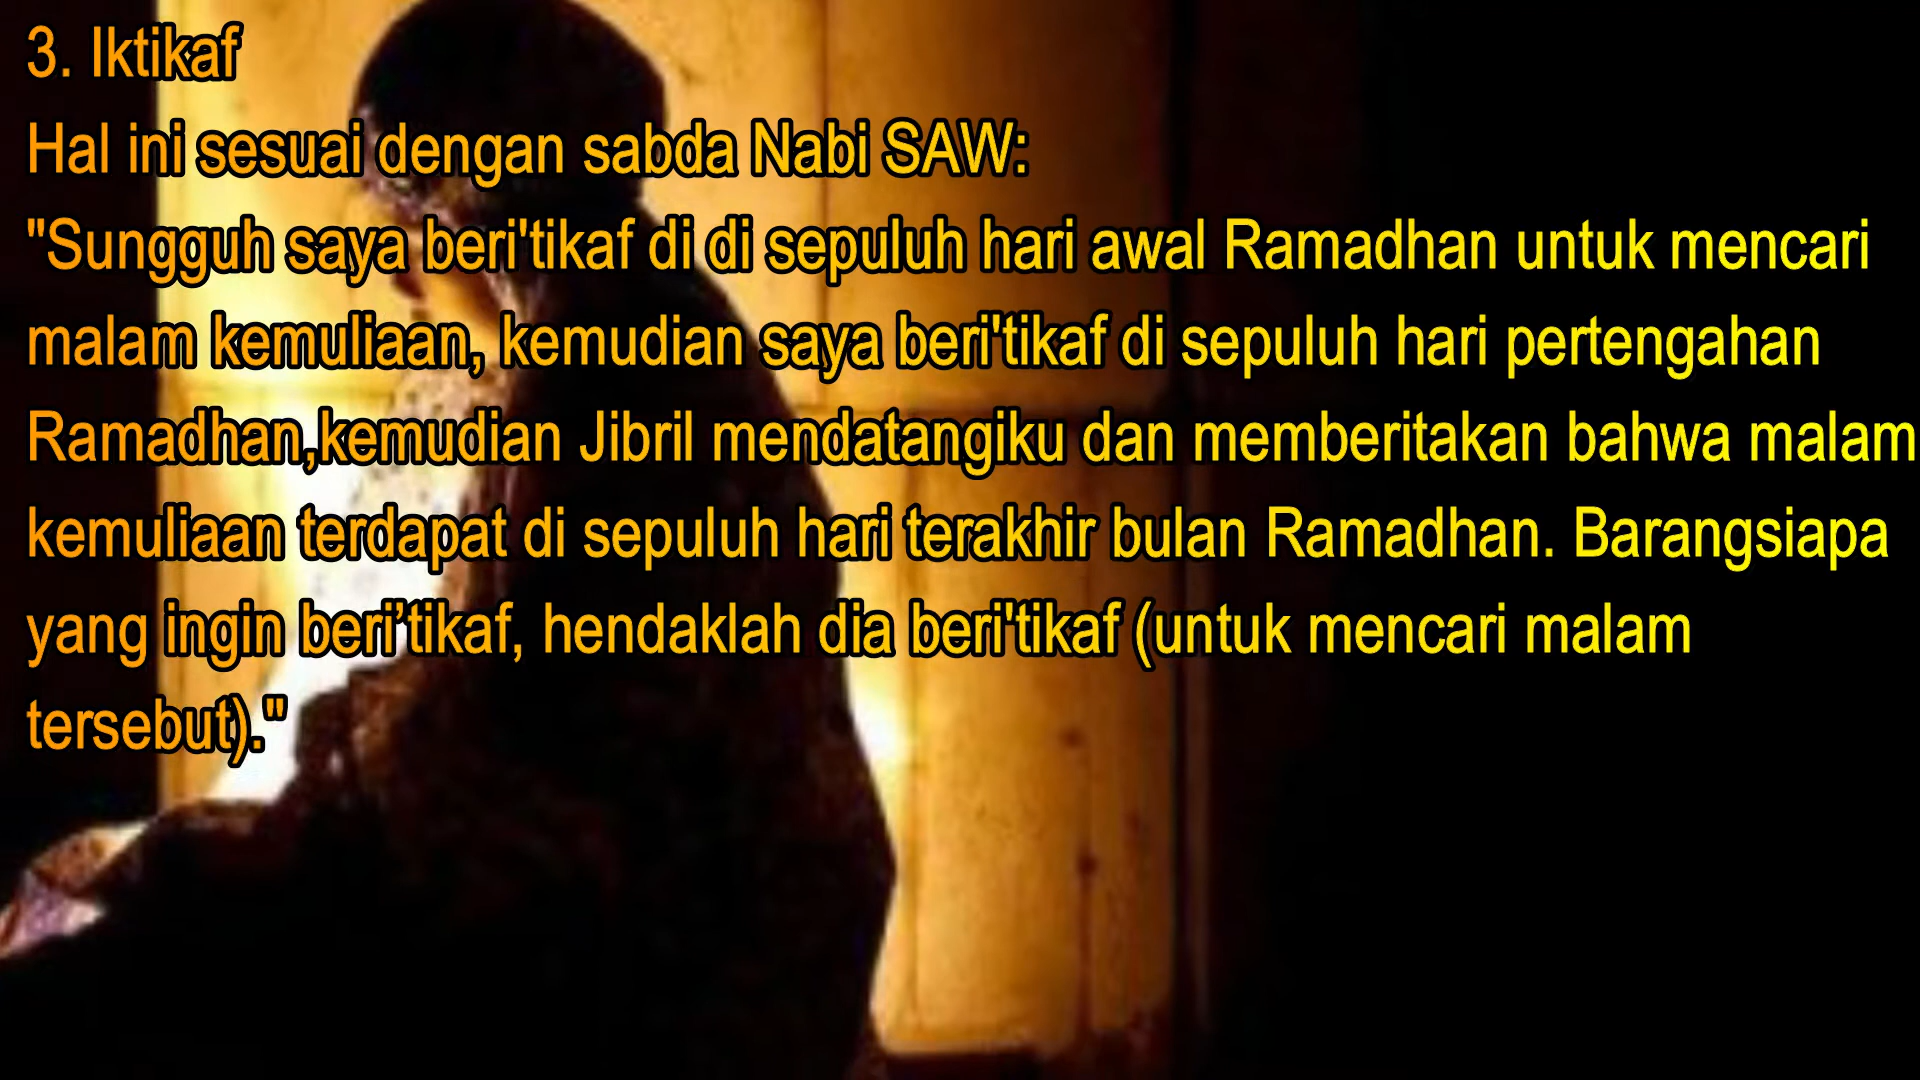 3. Iktikaf
Hal ini sesuai dengan sabda Nabi SAW:
"Sungguh saya beri'tikaf di di sepuluh hari awal Ramadhan untuk mencari
malam kemuliaan, kemudian saya beri'tikaf di sepuluh hari pertengahan
Ramadhan,kemudian Jibril mendatangiku dan memberitakan bahwa malam
kemuliaan terdapat di sepuluh hari terakhir bulan Ramadhan. Barangsiapa
yang ingin beri’tikaf, hendaklah dia beri'tikaf (untuk mencari malam
tersebut)."